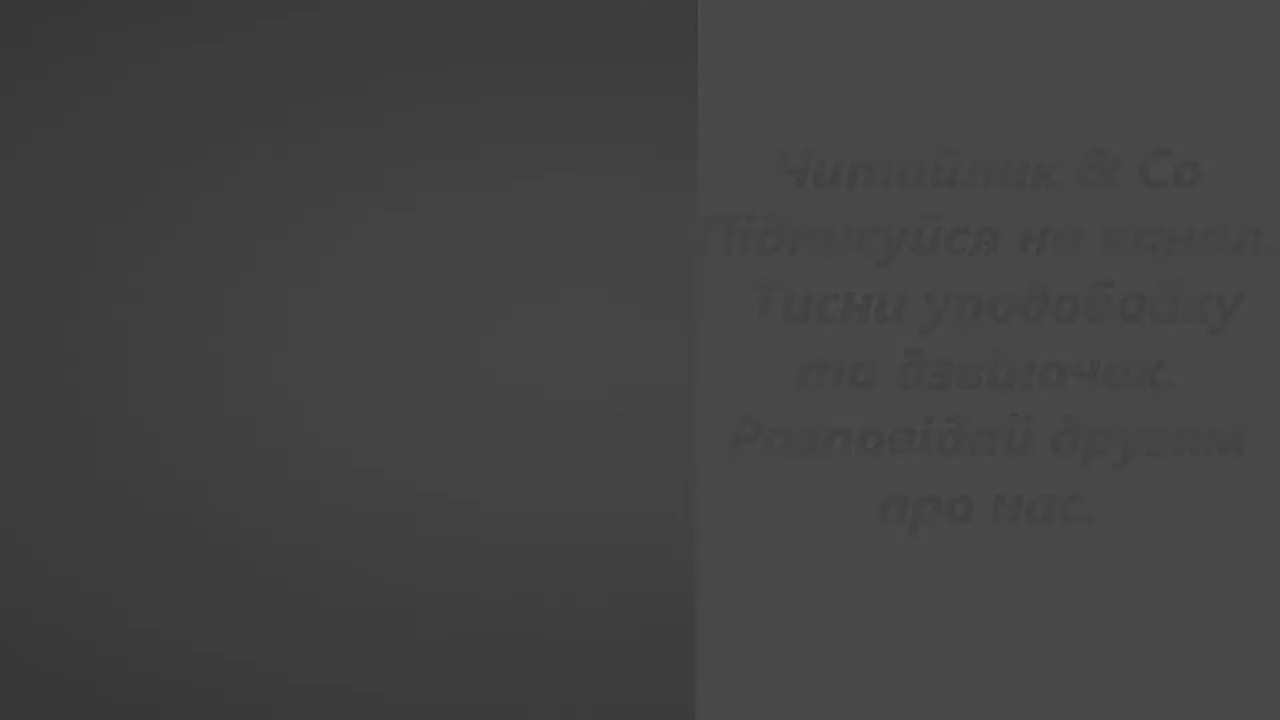 Читайлик & Co
Підписуйся на канал.
Тисни уподобайку
та дзвіночок.
Розповідай друзям
про нас.